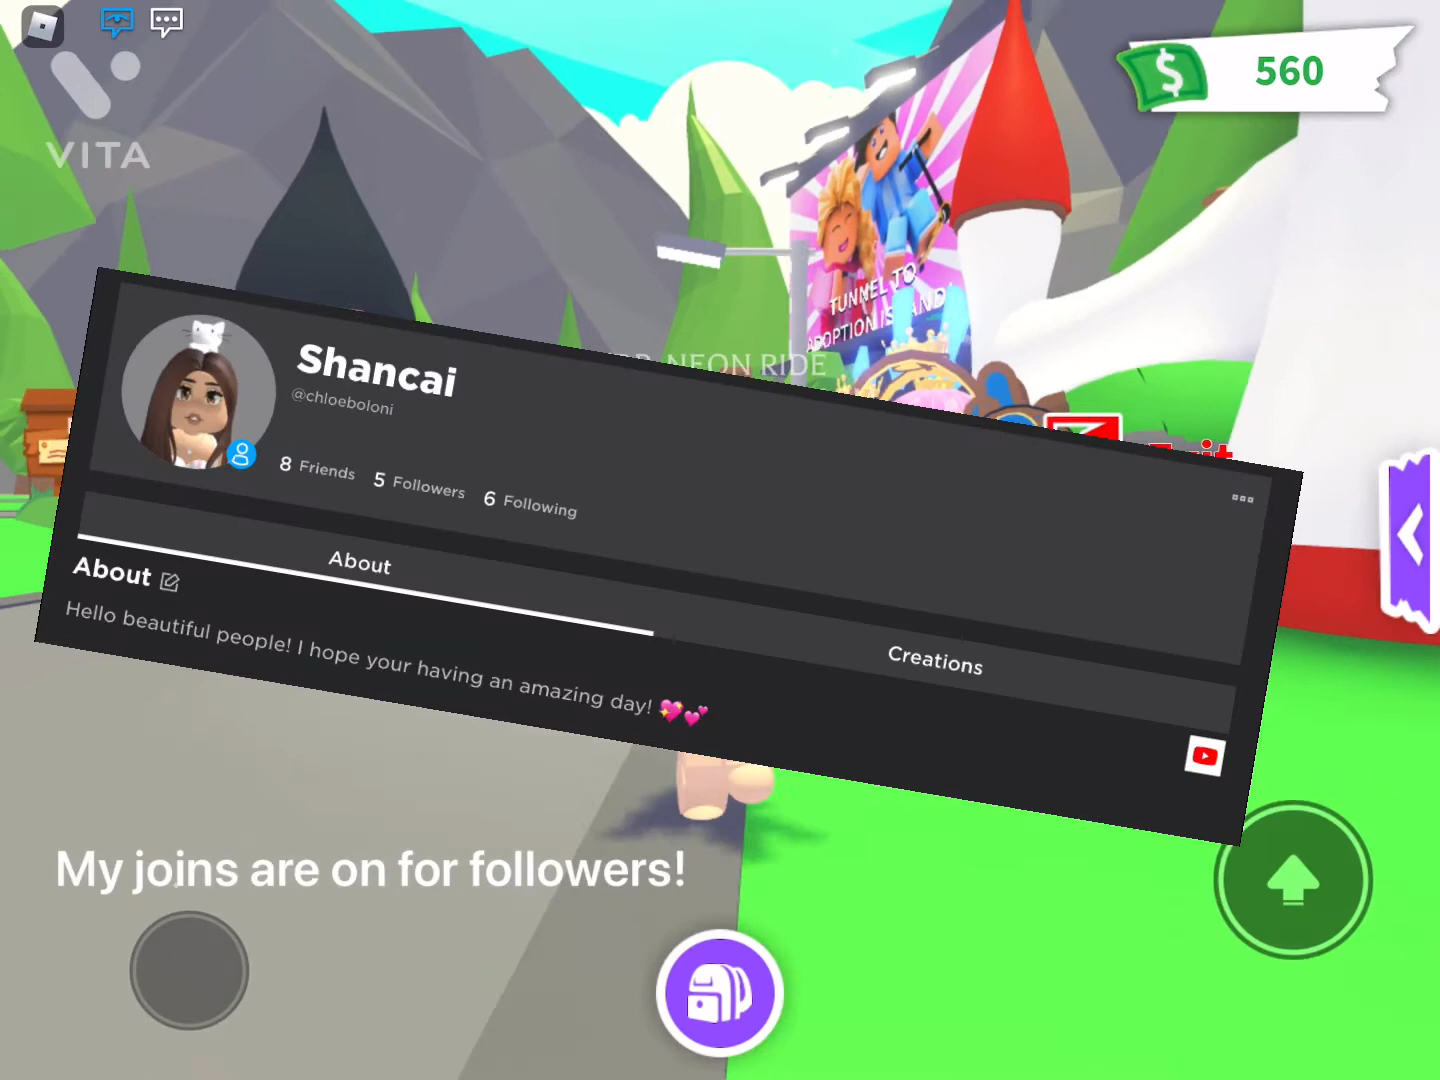 VITA
560
TUNNEL TO
ADOPTION ISLAND!
NEON RIDE
Shancai
@chloeboloni
8 Friends 5 Followers 6 Following
About
Creations
About
Hello beautiful people! I hope your having an amazing day! 💖💕
My joins are on for followers!